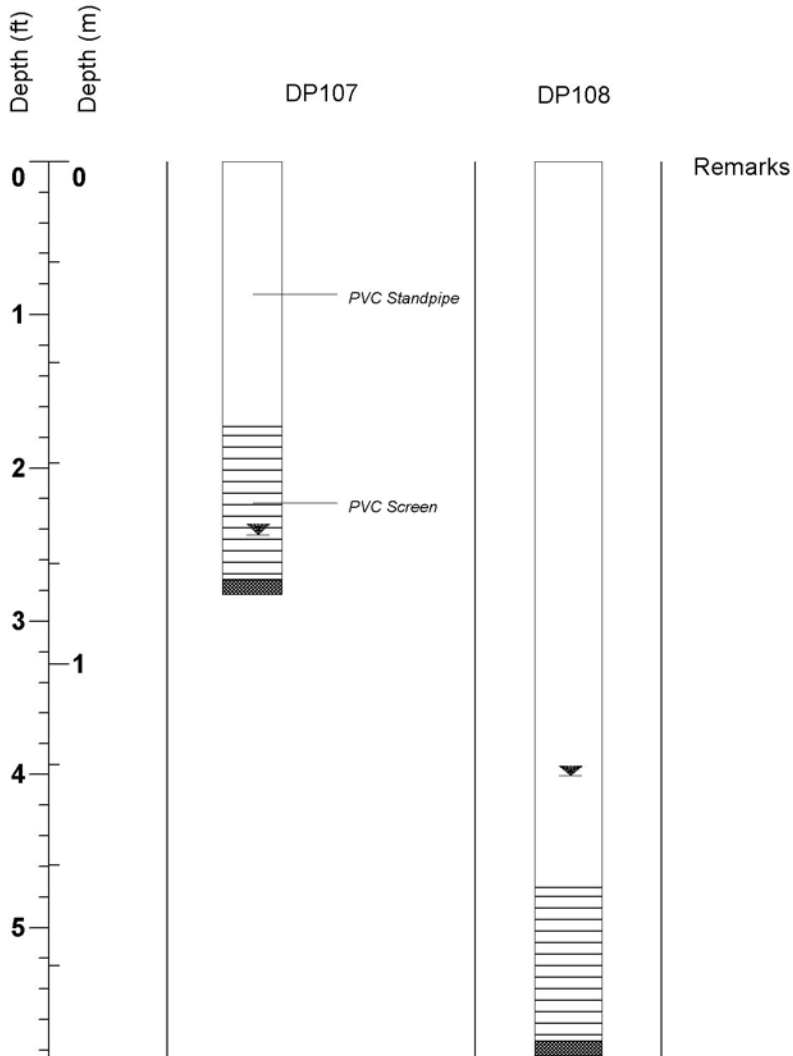 Depth (ft)
Depth (m)
DP107
DP108
Remarks
0
0
PVC Standpipe
1
2
PVC Screen
3
1
4
5